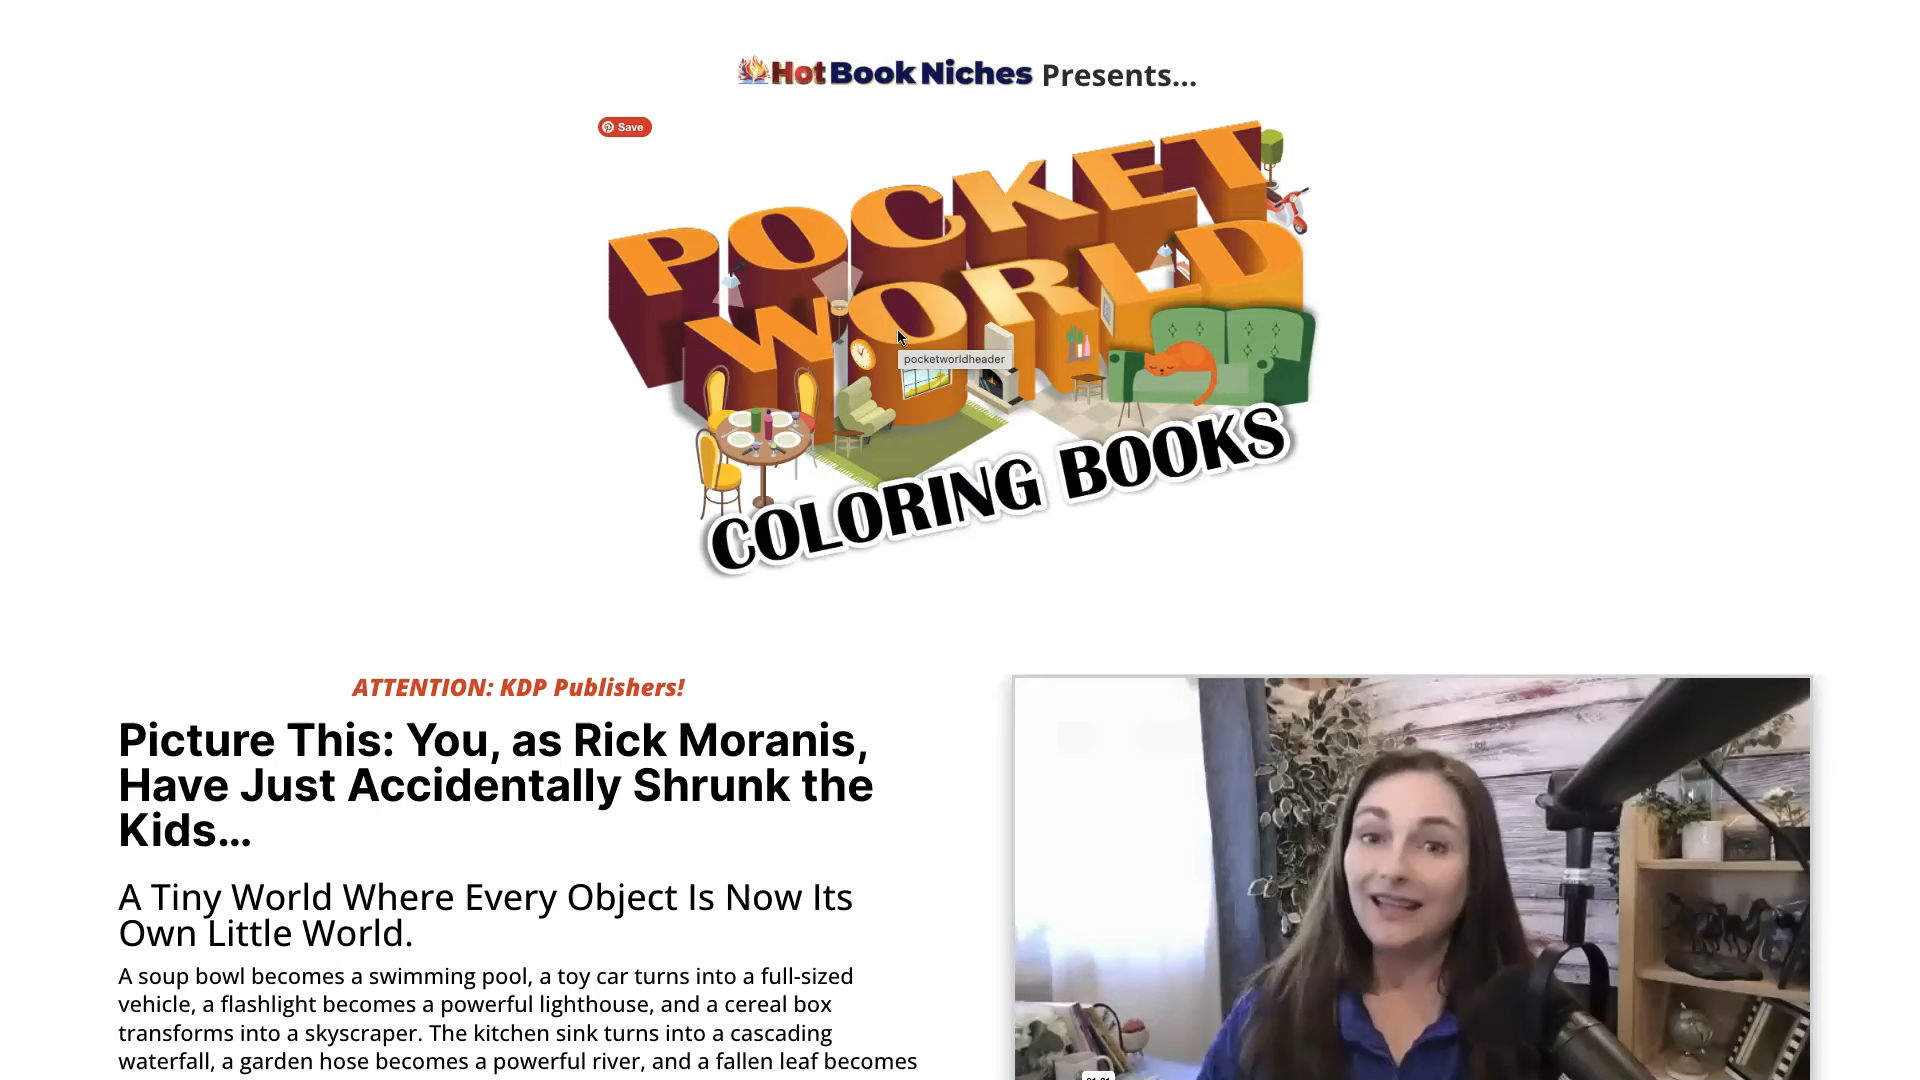 Hot Book Niches Presents...
Save
POCKET
WORLD
pocketworldheader
COLORING BOOKS
ATTENTION: KDP Publishers!
Picture This: You, as Rick Moranis,
Have Just Accidentally Shrunk the
Kids...
A Tiny World Where Every Object Is Now Its
Own Little World.
A soup bowl becomes a swimming pool, a toy car turns into a full-sized
vehicle, a flashlight becomes a powerful lighthouse, and a cereal box
transforms into a skyscraper. The kitchen sink turns into a cascading
waterfall, a garden hose becomes a powerful river, and a fallen leaf becomes